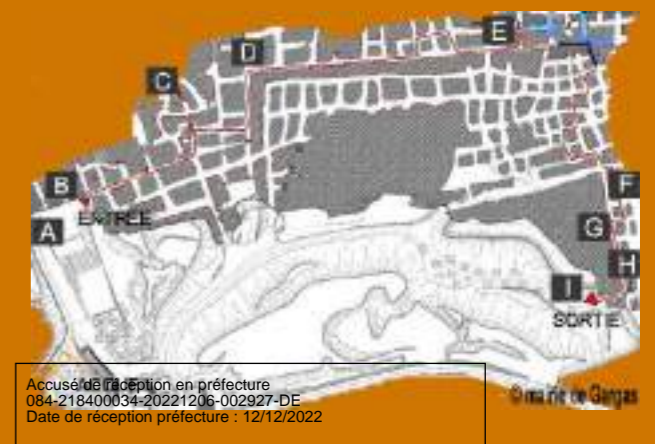 E
D
C
B
ENTREE
A
F
G
H
I
SORTIE
© mairie de Gargas
Accusé de réception en préfecture
084-218400034-20221206-002927-DE
Date de réception préfecture : 12/12/2022